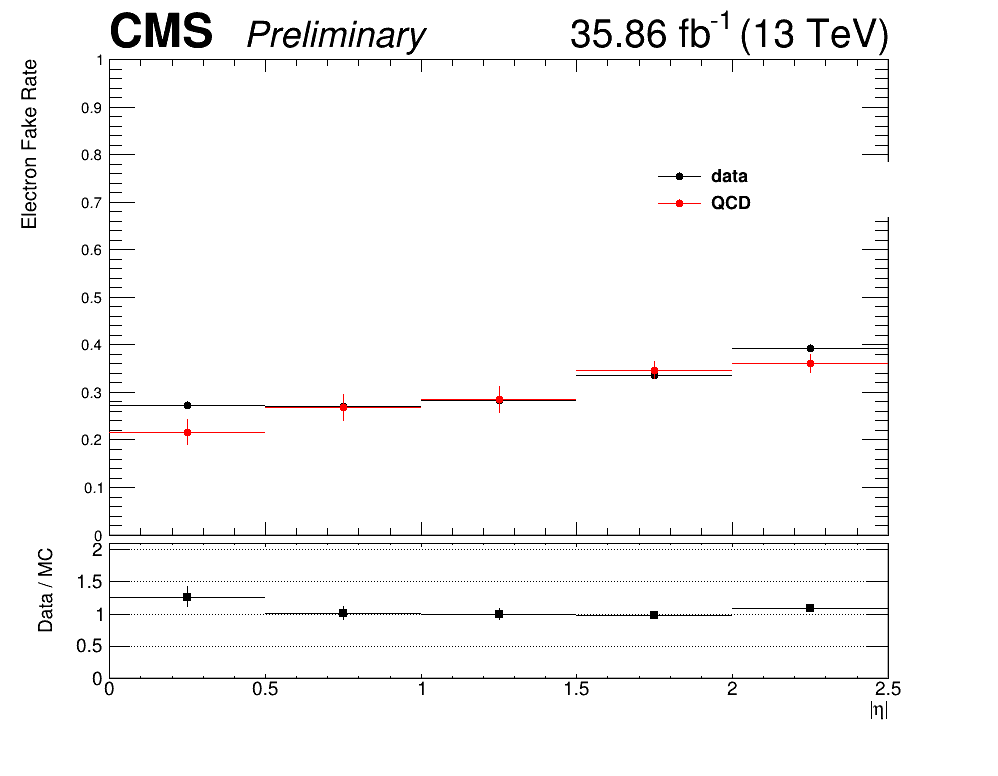 CMS Preliminary 35.86 fb⁻¹ (13 TeV)
Electron Fake Rate
1
0.9
0.8
0.7
0.6
0.5
0.4
0.3
0.2
0.1
0
data
QCD
Data / MC
2
1.5
1
0.5
0
0 0.5 1 1.5 2 2.5
|η|